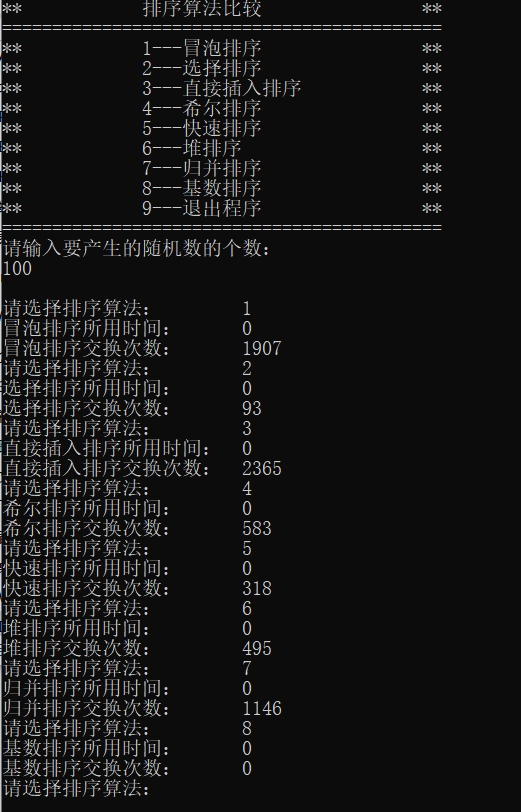 **            排序算法比较                **
============================================
**            1---冒泡排序                **
**            2---选择排序                **
**            3---直接插入排序            **
**            4---希尔排序                **
**            5---快速排序                **
**            6---堆排序                  **
**            7---归并排序                **
**            8---基数排序                **
**            9---退出程序                **
============================================
请输入要产生的随机数的个数:
100
请选择排序算法:         1
冒泡排序所用时间:       0
冒泡排序交换次数:       1907
请选择排序算法:         2
选择排序所用时间:       0
选择排序交换次数:       93
请选择排序算法:         3
直接插入排序所用时间:   0
直接插入排序交换次数:   2365
请选择排序算法:         4
希尔排序所用时间:       0
希尔排序交换次数:       583
请选择排序算法:         5
快速排序所用时间:       0
快速排序交换次数:       318
请选择排序算法:         6
堆排序所用时间:         0
堆排序交换次数:         495
请选择排序算法:         7
归并排序所用时间:       0
归并排序交换次数:       1146
请选择排序算法:         8
基数排序所用时间:       0
基数排序交换次数:       0
请选择排序算法: